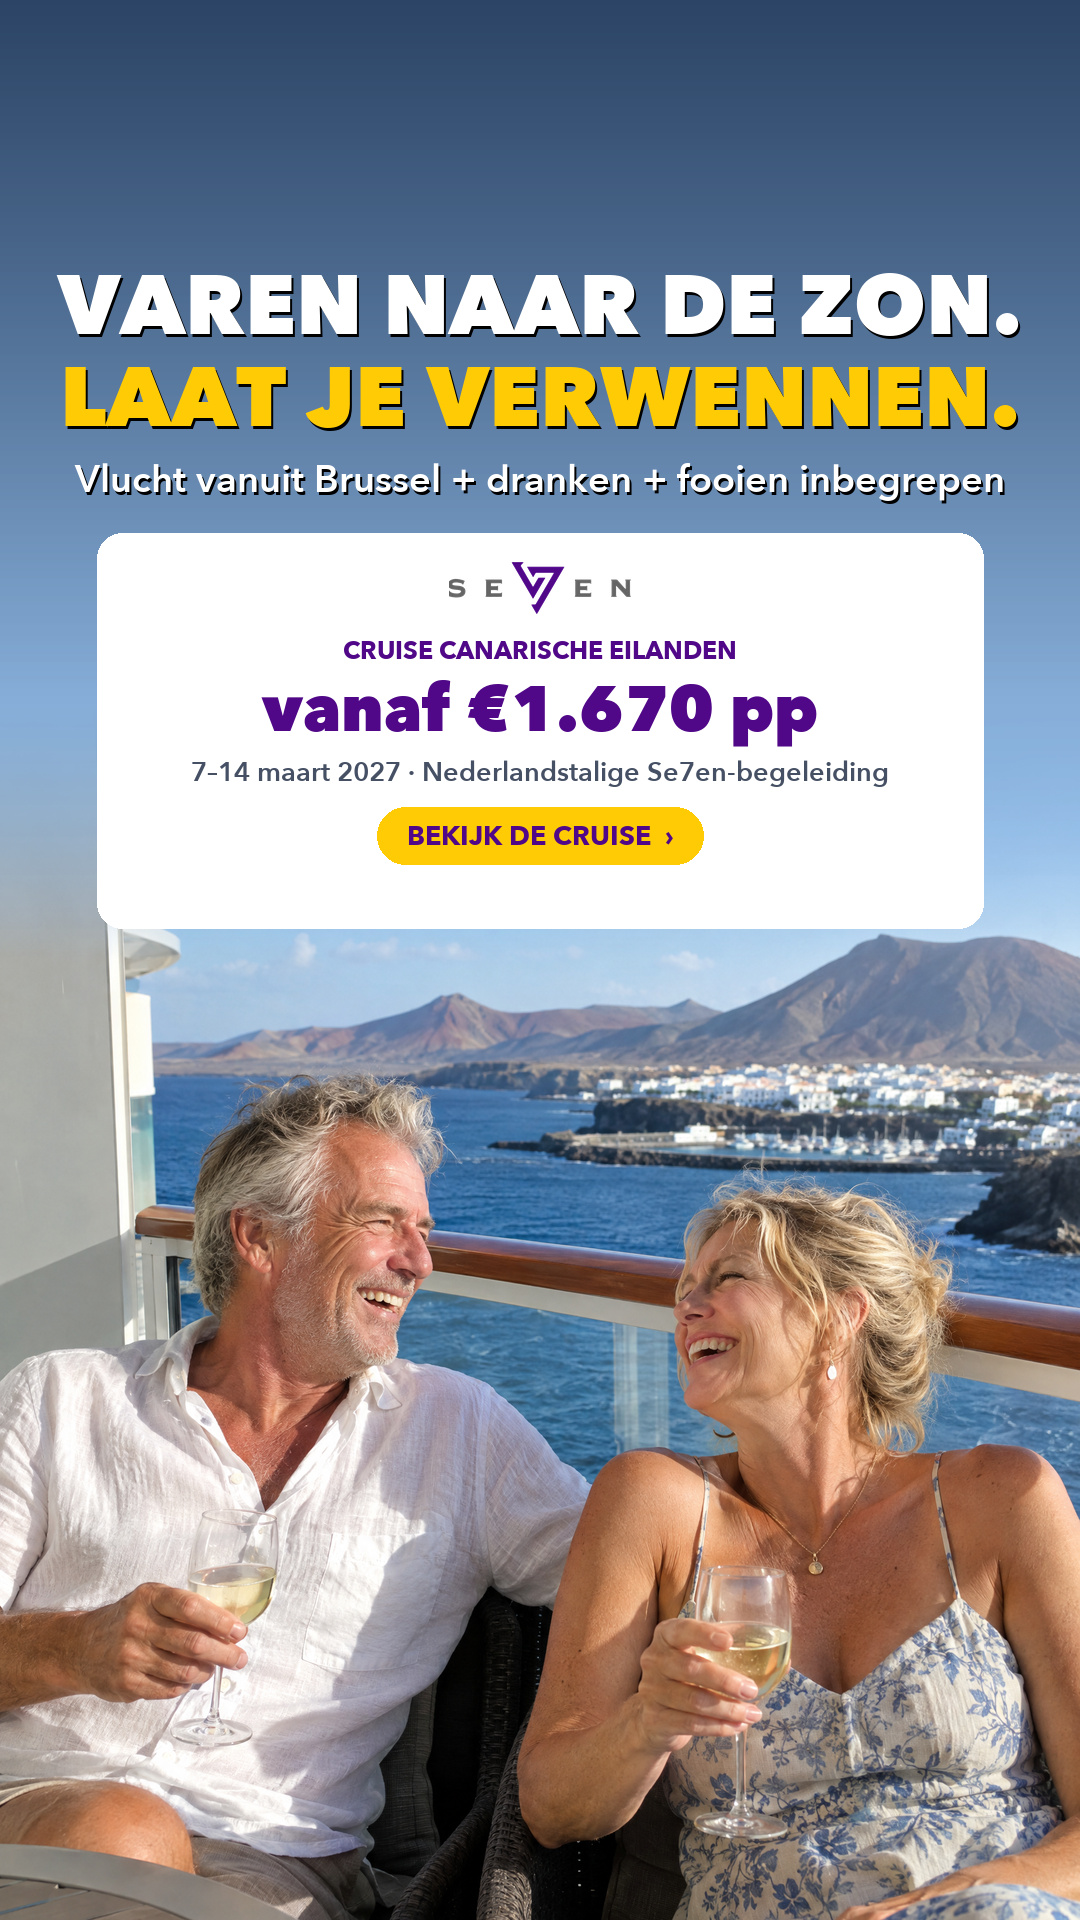 VAREN NAAR DE ZON.
LAAT JE VERWENNEN.
Vlucht vanuit Brussel + dranken + fooien inbegrepen
SE7EN
CRUISE CANARISCHE EILANDEN
vanaf €1.670 pp
7–14 maart 2027 · Nederlandstalige Se7en-begeleiding
BEKIJK DE CRUISE ›